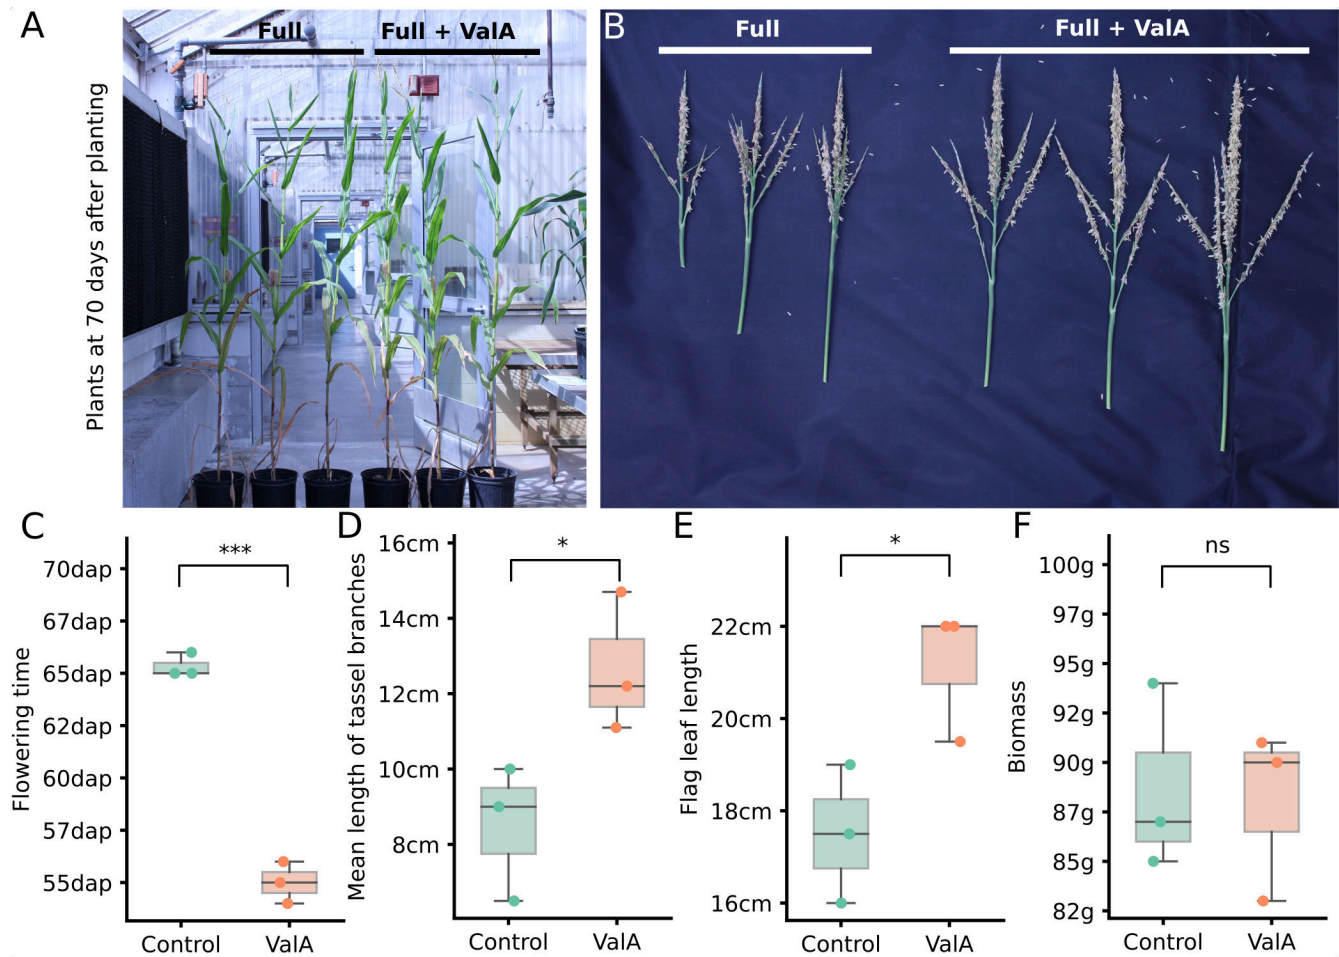 A
Full
Full + ValA
Plants at 70 days after planting
B
Full
Full + ValA
C
Flowering time
70dap
67dap
65dap
62dap
60dap
57dap
55dap
***
Control
ValA
D
Mean length of tassel branches
16cm
14cm
12cm
10cm
8cm
*
Control
ValA
E
Flag leaf length
22cm
20cm
18cm
16cm
*
Control
ValA
F
Biomass
100g
97g
95g
92g
90g
87g
85g
82g
ns
Control
ValA